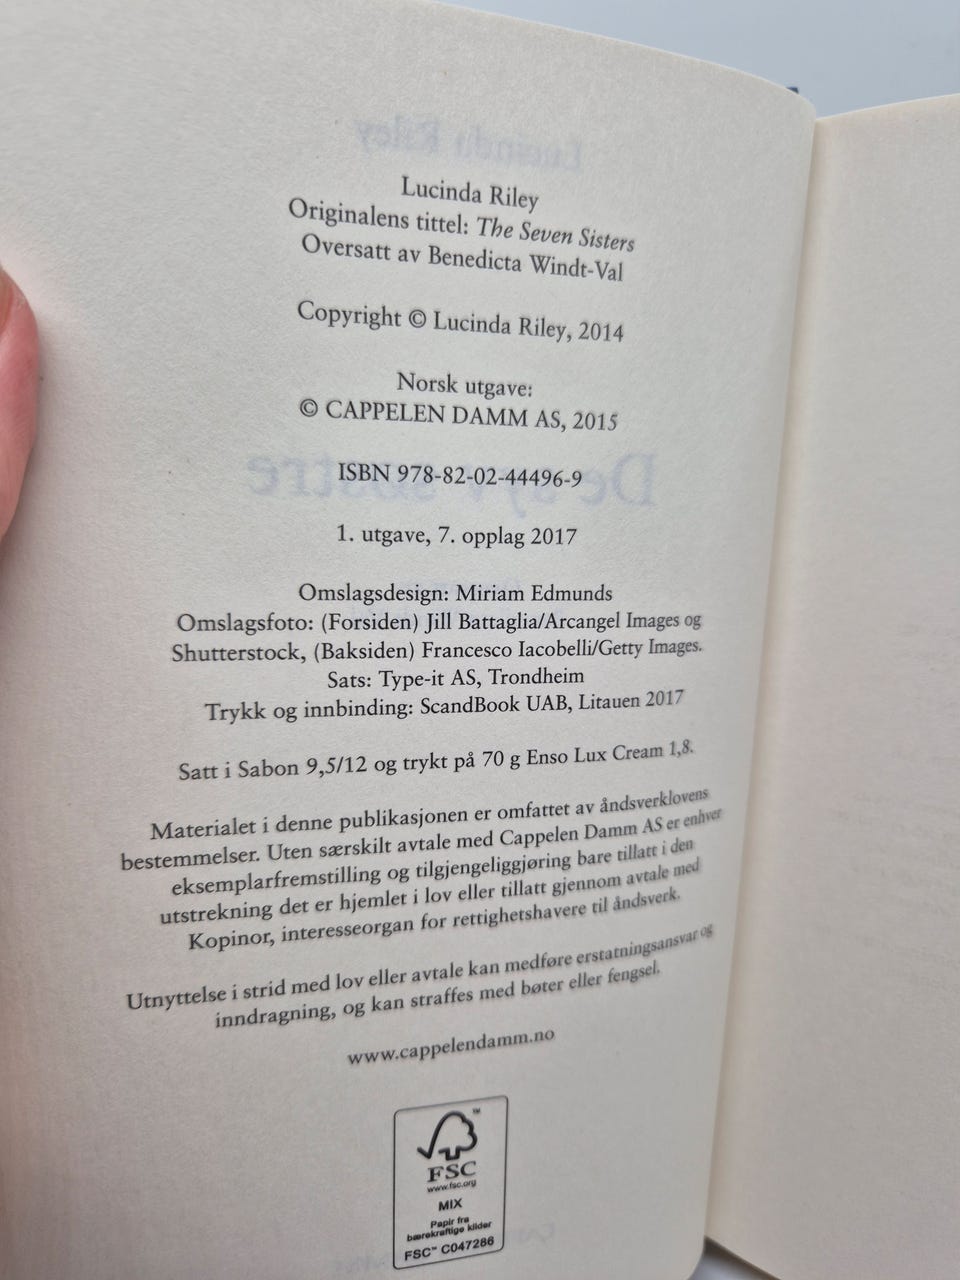 Lucinda Riley
Originalens tittel: The Seven Sisters
Oversatt av Benedicta Windt-Val
Copyright © Lucinda Riley, 2014
Norsk utgave:
© CAPPELEN DAMM AS, 2015
ISBN 978-82-02-44496-9
1. utgave, 7. opplag 2017
Omslagsdesign: Miriam Edmunds
Omslagsfoto: (Forsiden) Jill Battaglia/Arcangel Images og
Shutterstock, (Baksiden) Francesco Iacobelli/Getty Images.
Sats: Type-it AS, Trondheim
Trykk og innbinding: ScandBook UAB, Litauen 2017
Satt i Sabon 9,5/12 og trykt på 70 g Enso Lux Cream 1,8.
Materialet i denne publikasjonen er omfattet av åndsverklovens
bestemmelser. Uten særskilt avtale med Cappelen Damm AS er enhver
eksemplarfremstilling og tilgjengeliggjøring bare tillatt i den
utstrekning det er hjemlet i lov eller tillatt gjennom avtale med
Kopinor, interesseorgan for rettighetshavere til åndsverk.
Utnyttelse i strid med lov eller avtale kan medføre erstatningsansvar og
inndragning, og kan straffes med bøter eller fengsel.
www.cappelendamm.no
FSC
www.fsc.org
MIX
Papir fra
bærekraftige kilder
FSC™ C047286